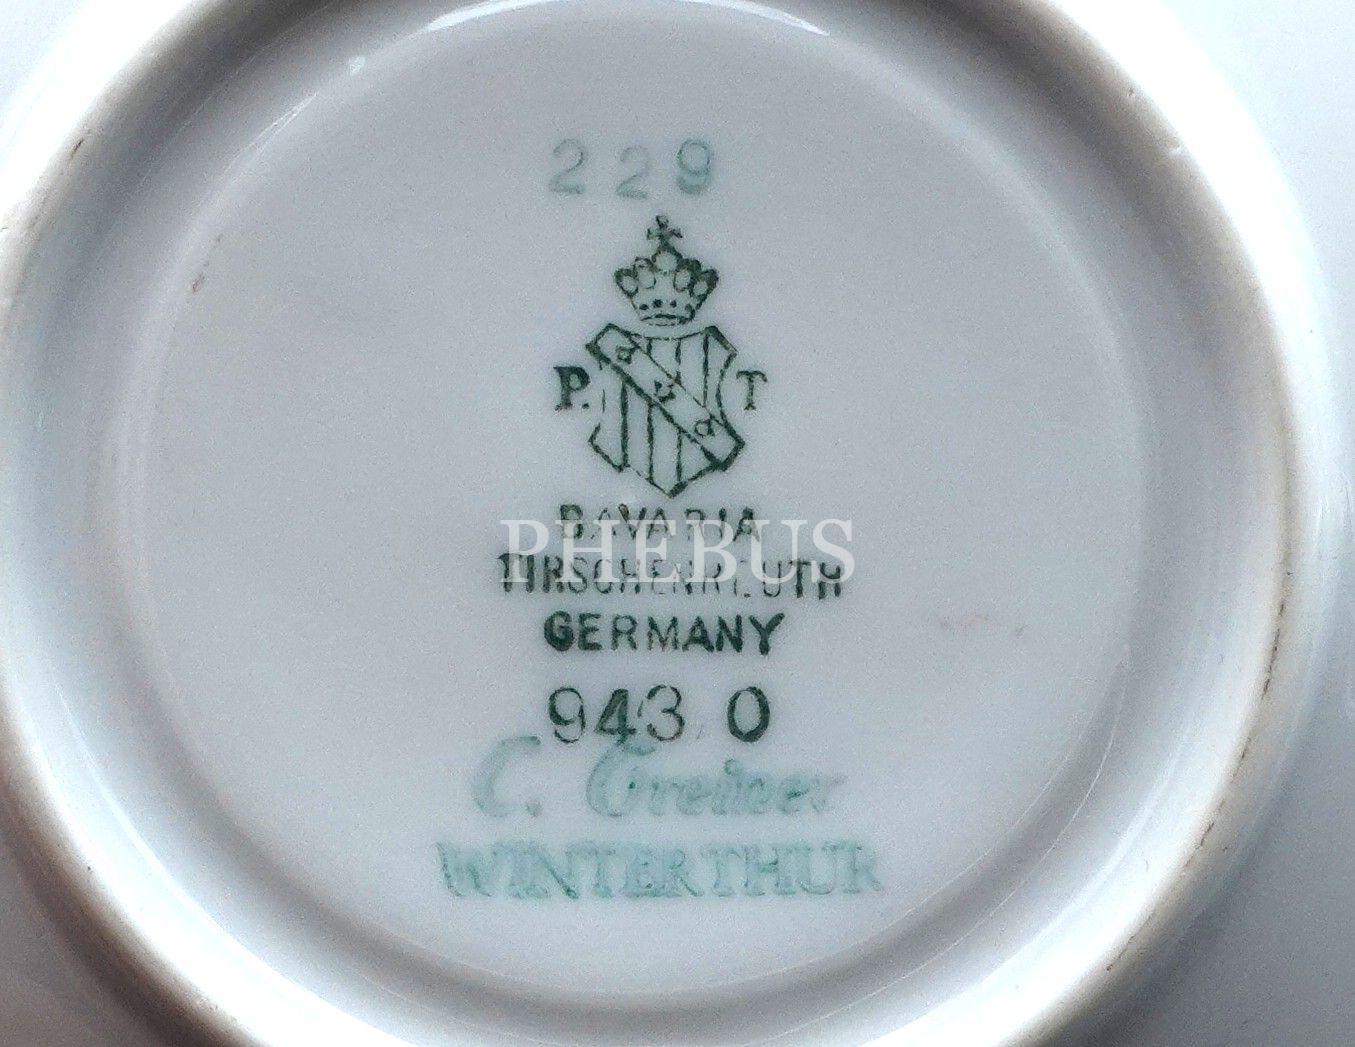 229
P. T
BAVARIA
TIRSCHENREUTH
PHEBUS
GERMANY
943 0
C. Greiner
WINTERTHUR